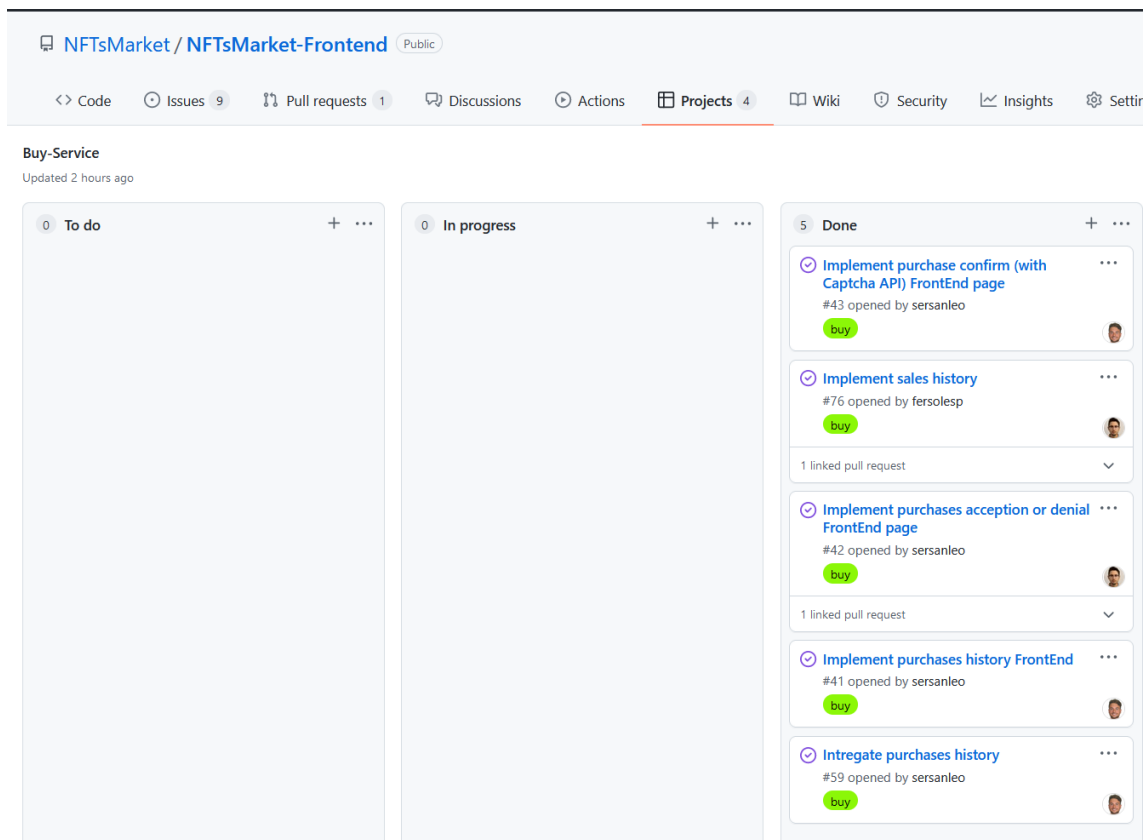 NFTsMarket / NFTsMarket-Frontend Public
Code Issues 9 Pull requests 1 Discussions Actions Projects 4 Wiki Security Insights Settin
Buy-Service
Updated 2 hours ago
0 To do
0 In progress
5 Done
Implement purchase confirm (with
Captcha API) FrontEnd page
#43 opened by sersanleo
buy
Implement sales history
#76 opened by fersolesp
buy
1 linked pull request
Implement purchases acception or denial
FrontEnd page
#42 opened by sersanleo
buy
1 linked pull request
Implement purchases history FrontEnd
#41 opened by sersanleo
buy
Intregate purchases history
#59 opened by sersanleo
buy